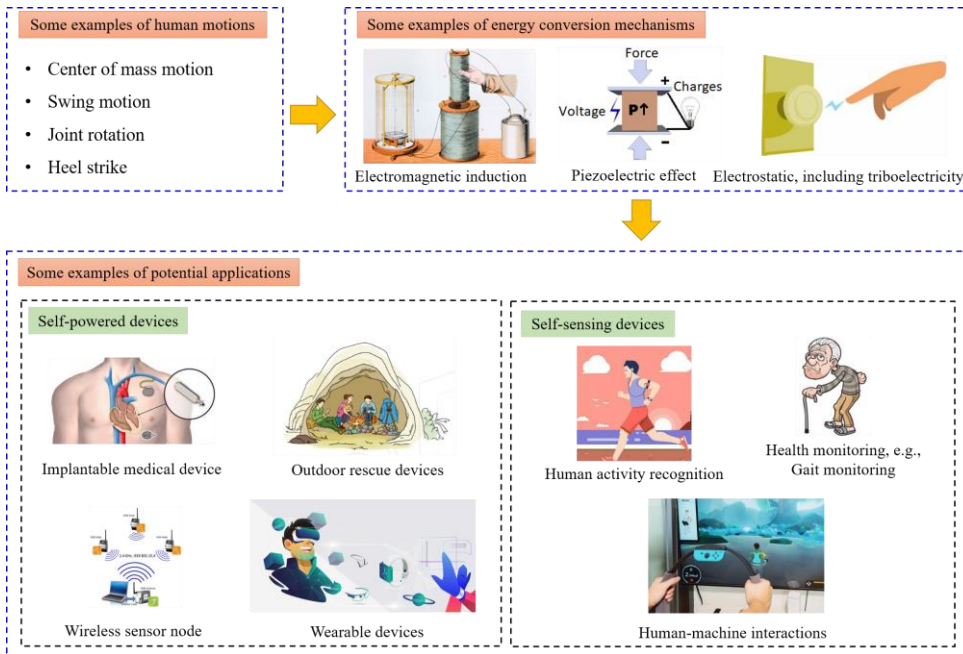 Some examples of human motions
• Center of mass motion
• Swing motion
• Joint rotation
• Heel strike
Some examples of energy conversion mechanisms
Force
Voltage
P↑
+
Charges
-
Electromagnetic induction
Piezoelectric effect
Electrostatic, including triboelectricity
Some examples of potential applications
Self-powered devices
Implantable medical device
Outdoor rescue devices
Wireless sensor node
Wearable devices
Self-sensing devices
Human activity recognition
Health monitoring, e.g.,
Gait monitoring
Human-machine interactions